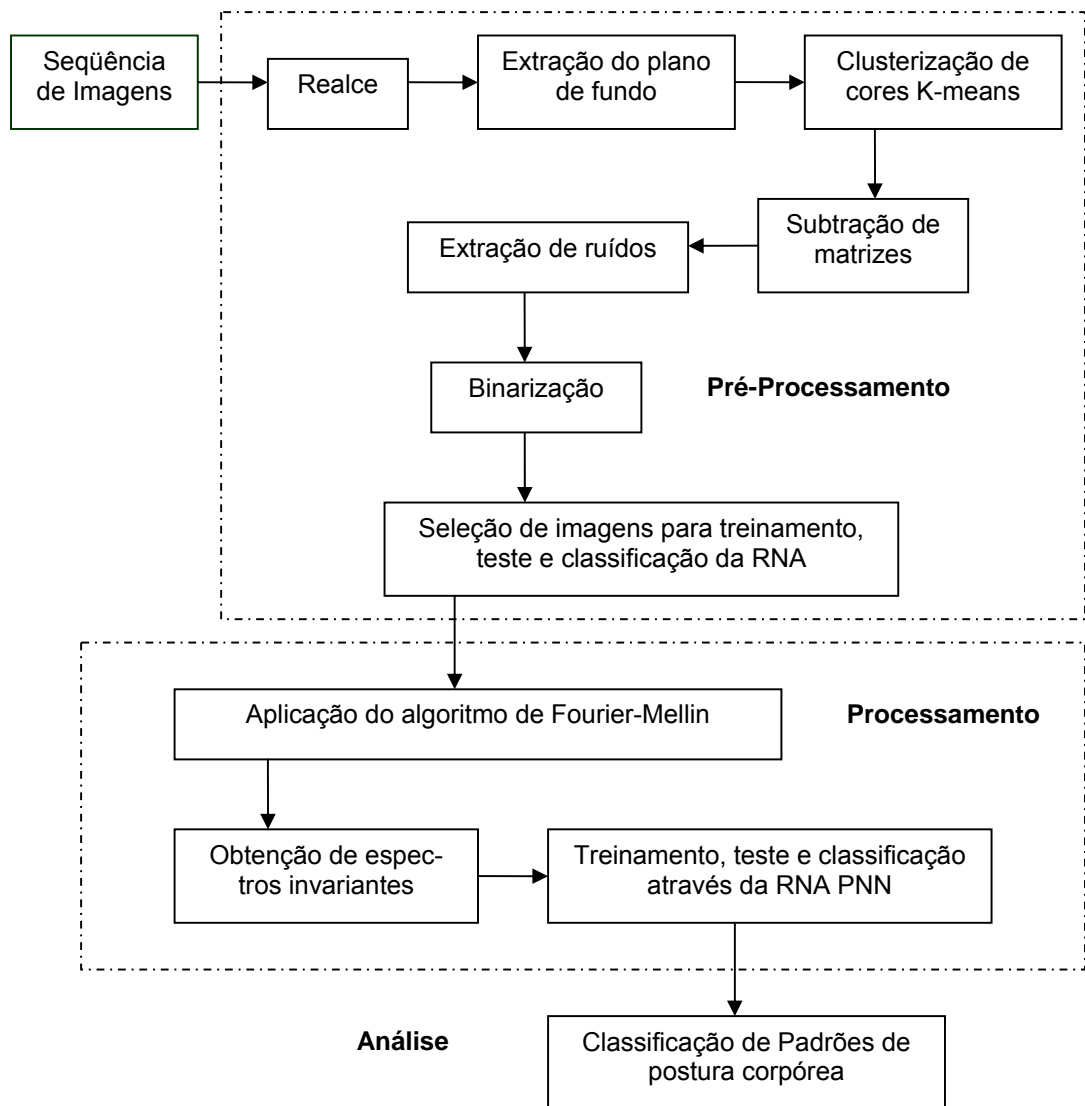 Seqüência
de Imagens
Realce
Extração do plano
de fundo
Clusterização de
cores K-means
Subtração de
matrizes
Extração de ruídos
Binarização
Pré-Processamento
Seleção de imagens para treinamento,
teste e classificação da RNA
Aplicação do algoritmo de Fourier-Mellin
Processamento
Obtenção de espec-
tros invariantes
Treinamento, teste e classificação
através da RNA PNN
Análise
Classificação de Padrões de
postura corpórea